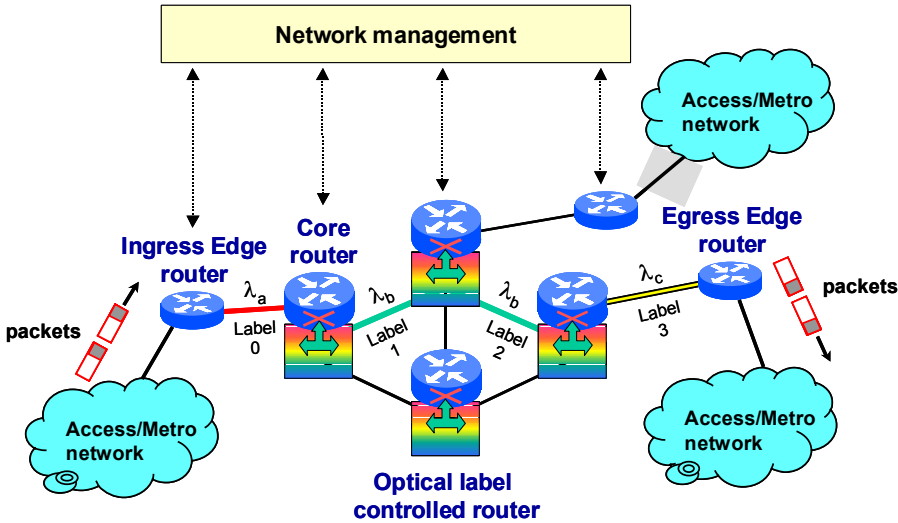 Network management
Access/Metro
network
Ingress Edge
router
Core
router
Egress Edge
router
λa
λb
λb
λc
packets
packets
Label
0
Label
1
Label
2
Label
3
Access/Metro
network
Access/Metro
network
Optical label
controlled router